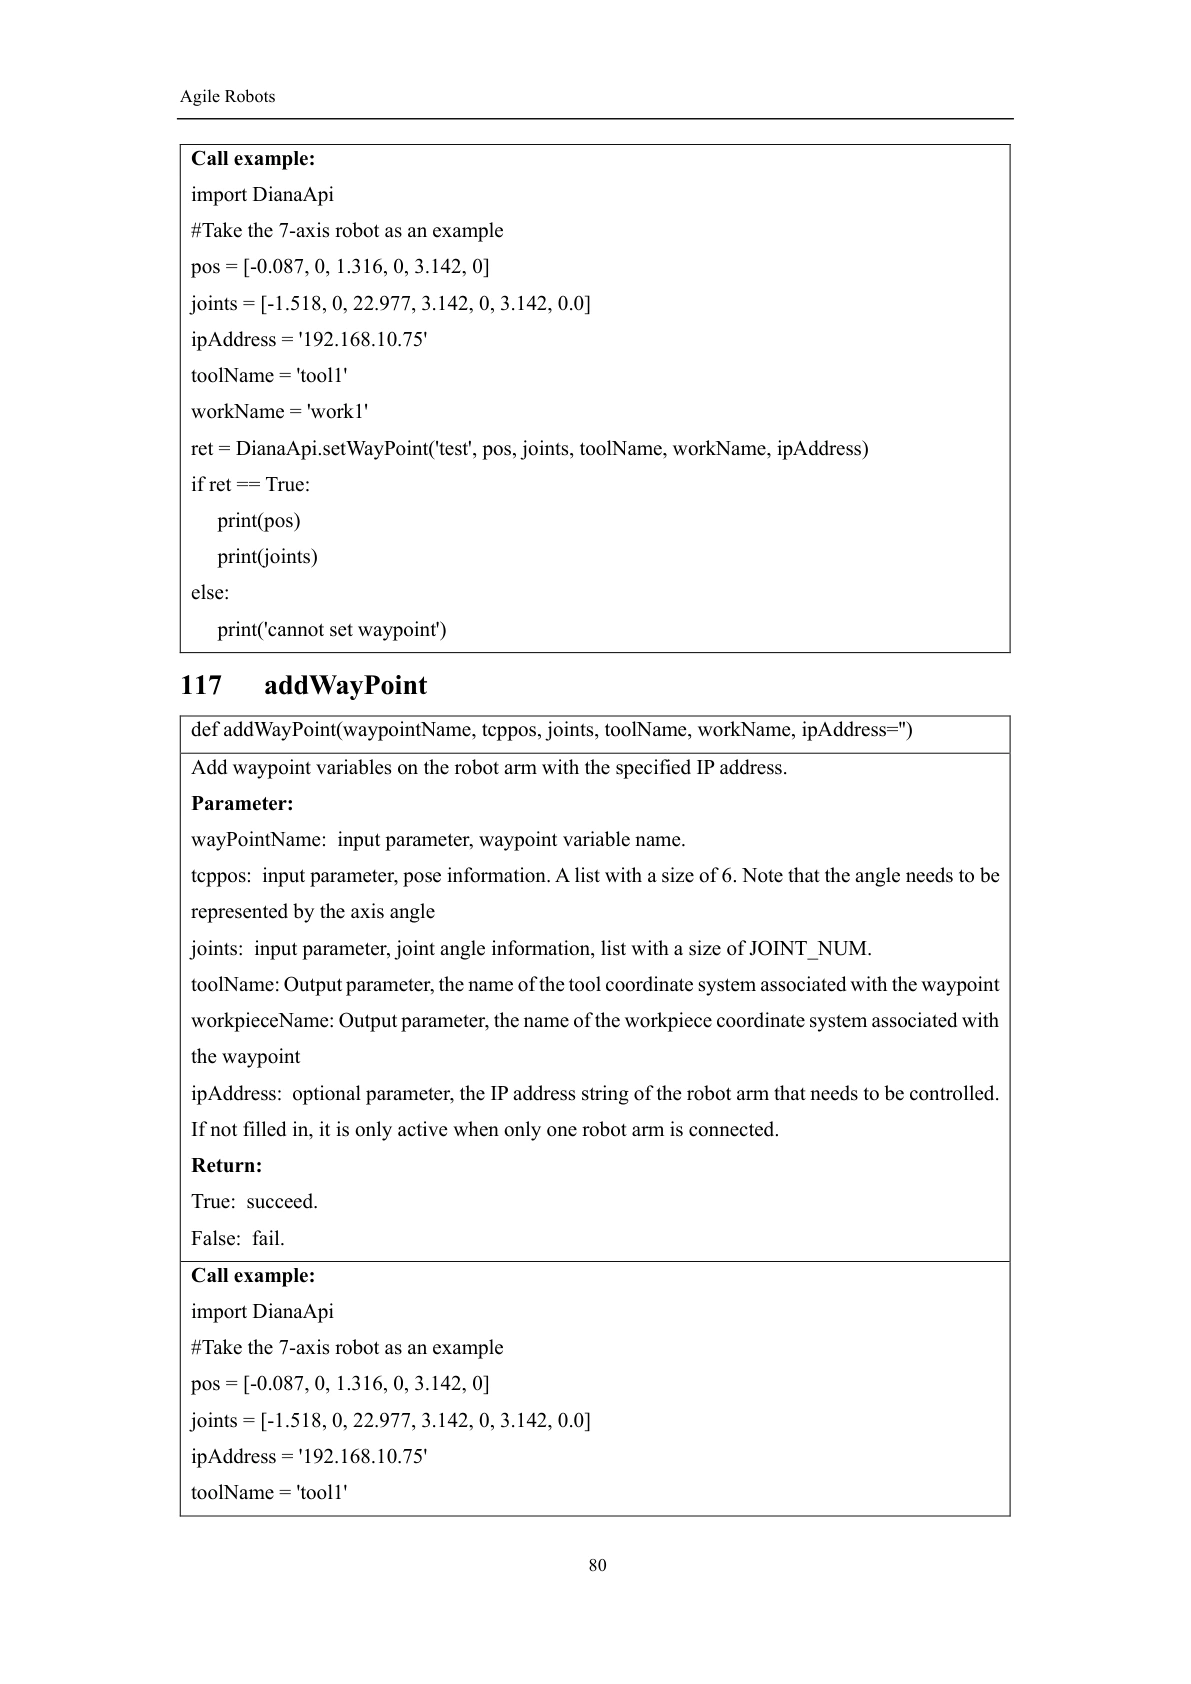 Agile Robots
Call example:
import DianaApi
#Take the 7-axis robot as an example
pos = [-0.087, 0, 1.316, 0, 3.142, 0]
joints = [-1.518, 0, 22.977, 3.142, 0, 3.142, 0.0]
ipAddress = '192.168.10.75'
toolName = 'tool1'
workName = 'work1'
ret = DianaApi.setWayPoint('test', pos, joints, toolName, workName, ipAddress)
if ret == True:
print(pos)
print(joints)
else:
print('cannot set waypoint')
117 addWayPoint
def addWayPoint(waypointName, tcppos, joints, toolName, workName, ipAddress='')
Add waypoint variables on the robot arm with the specified IP address.
Parameter:
wayPointName: input parameter, waypoint variable name.
tcppos: input parameter, pose information. A list with a size of 6. Note that the angle needs to be
represented by the axis angle
joints: input parameter, joint angle information, list with a size of JOINT_NUM.
toolName: Output parameter, the name of the tool coordinate system associated with the waypoint
workpieceName: Output parameter, the name of the workpiece coordinate system associated with
the waypoint
ipAddress: optional parameter, the IP address string of the robot arm that needs to be controlled.
If not filled in, it is only active when only one robot arm is connected.
Return:
True: succeed.
False: fail.
Call example:
import DianaApi
#Take the 7-axis robot as an example
pos = [-0.087, 0, 1.316, 0, 3.142, 0]
joints = [-1.518, 0, 22.977, 3.142, 0, 3.142, 0.0]
ipAddress = '192.168.10.75'
toolName = 'tool1'
80